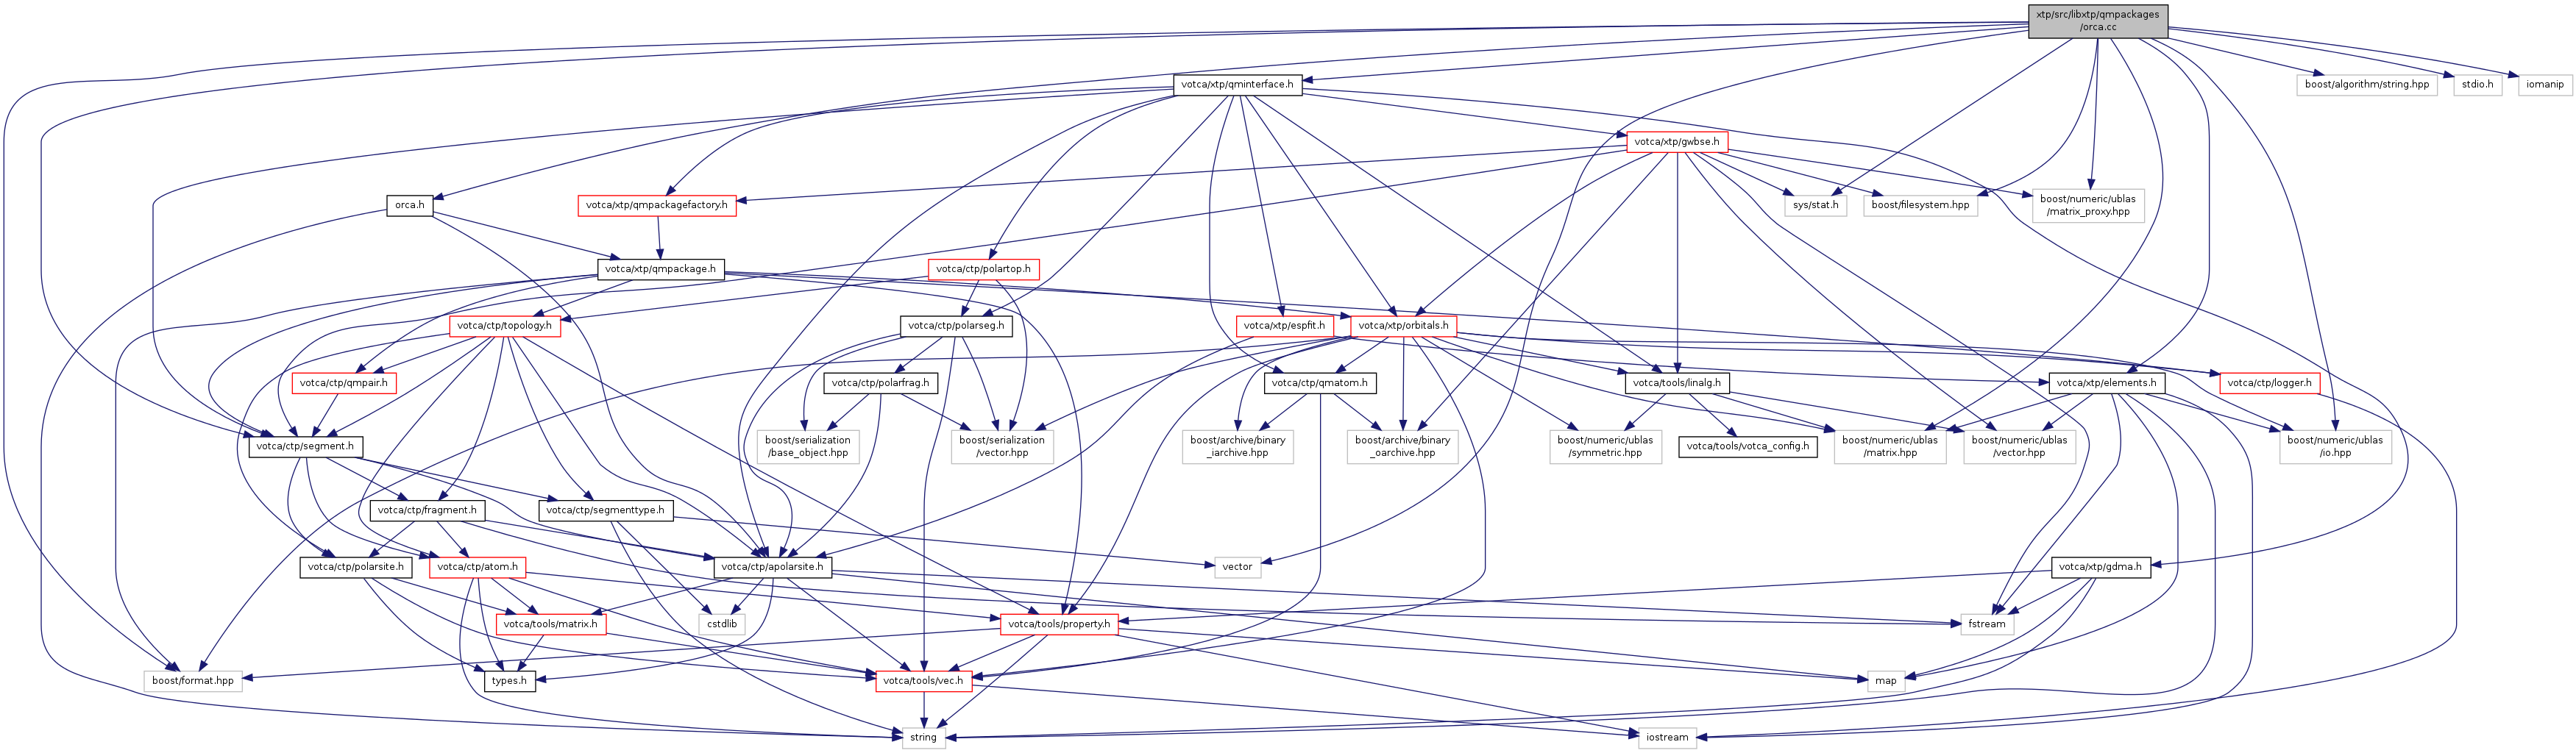 xtp/src/libxtp/qmpackages
/orca.cc
votca/xtp/qminterface.h
boost/algorithm/string.hpp
stdio.h
iomanip
votca/xtp/gwbse.h
orca.h
votca/xtp/qmpackagefactory.h
sys/stat.h
boost/filesystem.hpp
boost/numeric/ublas
/matrix_proxy.hpp
votca/xtp/qmpackage.h
votca/ctp/polartop.h
votca/ctp/topology.h
votca/ctp/polarseg.h
votca/xtp/espfit.h
votca/xtp/orbitals.h
votca/ctp/qmpair.h
votca/ctp/polarfrag.h
votca/ctp/qmatom.h
votca/tools/linalg.h
votca/xtp/elements.h
votca/ctp/logger.h
votca/ctp/segment.h
boost/serialization
/base_object.hpp
boost/serialization
/vector.hpp
boost/archive/binary
_iarchive.hpp
boost/archive/binary
_oarchive.hpp
boost/numeric/ublas
/symmetric.hpp
votca/tools/votca_config.h
boost/numeric/ublas
/matrix.hpp
boost/numeric/ublas
/vector.hpp
boost/numeric/ublas
/io.hpp
votca/ctp/fragment.h
votca/ctp/segmenttype.h
votca/ctp/polarsite.h
votca/ctp/atom.h
votca/ctp/apolarsite.h
vector
votca/xtp/gdma.h
votca/tools/matrix.h
cstdlib
votca/tools/property.h
fstream
boost/format.hpp
types.h
votca/tools/vec.h
map
string
iostream